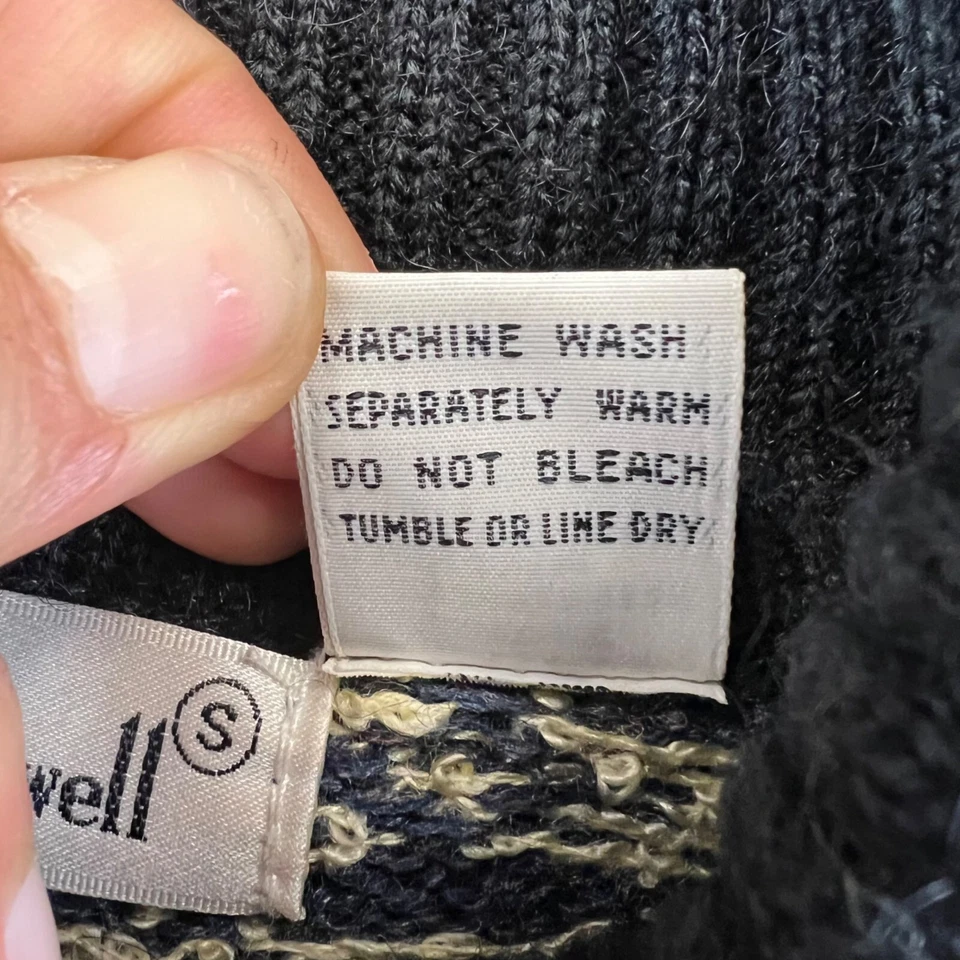 MACHINE WASH
SEPARATELY WARM
DO NOT BLEACH
TUMBLE OR LINE DRY
well
S